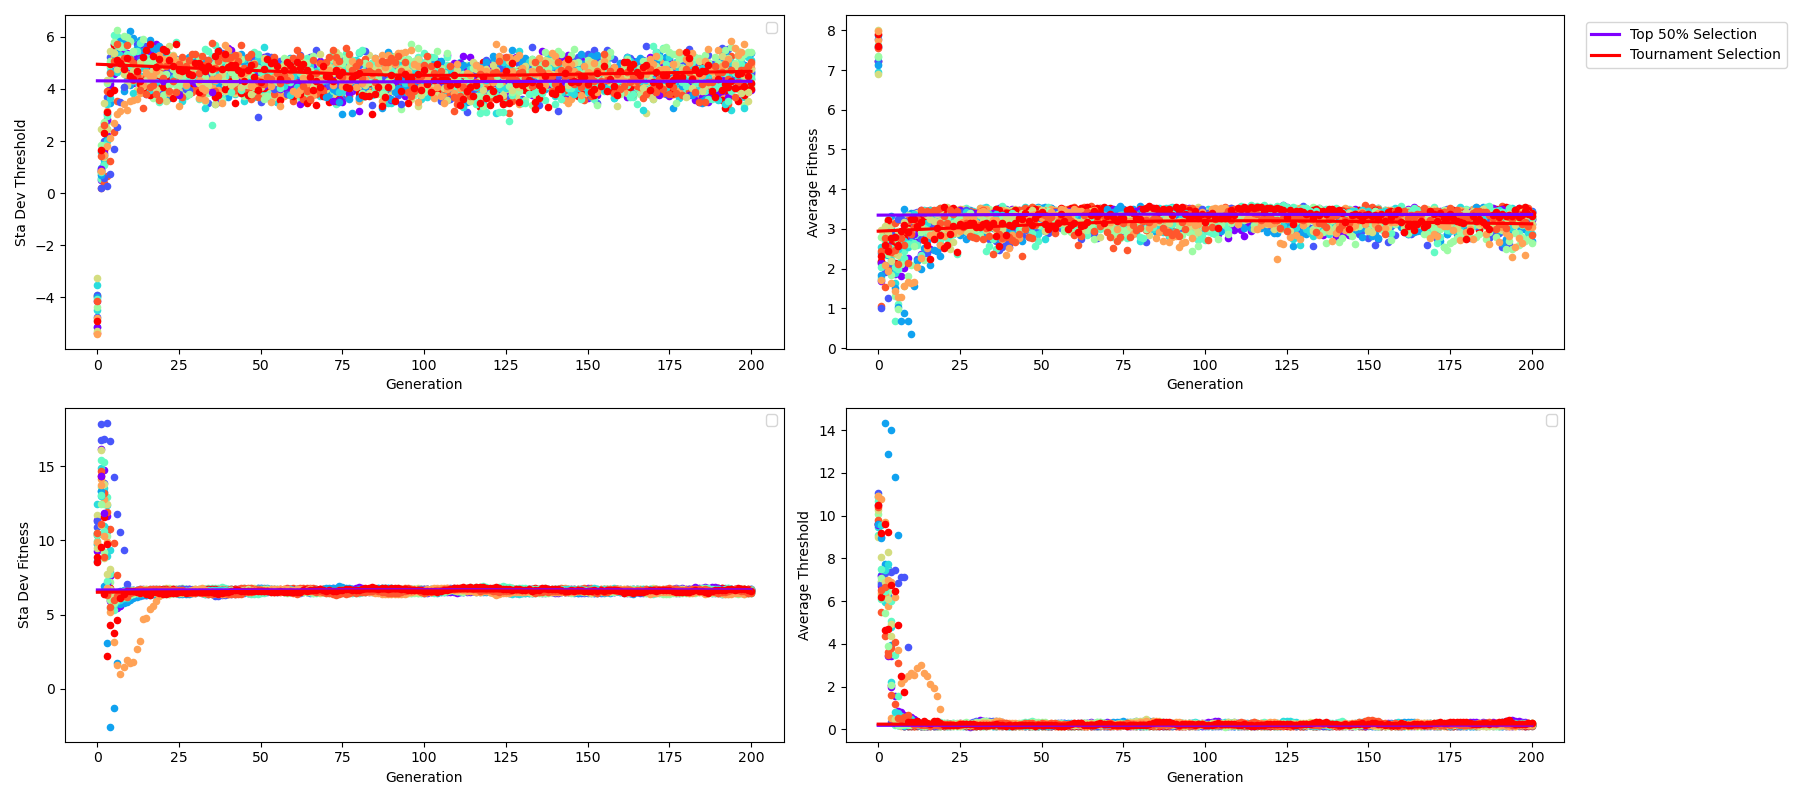 6
4
2
0
−2
−4
Sta Dev Threshold
0 25 50 75 100 125 150 175 200
Generation
8
7
6
5
4
3
2
1
0
Average Fitness
0 25 50 75 100 125 150 175 200
Generation
Top 50% Selection
Tournament Selection
15
10
5
0
Sta Dev Fitness
0 25 50 75 100 125 150 175 200
Generation
14
12
10
8
6
4
2
0
Average Threshold
0 25 50 75 100 125 150 175 200
Generation